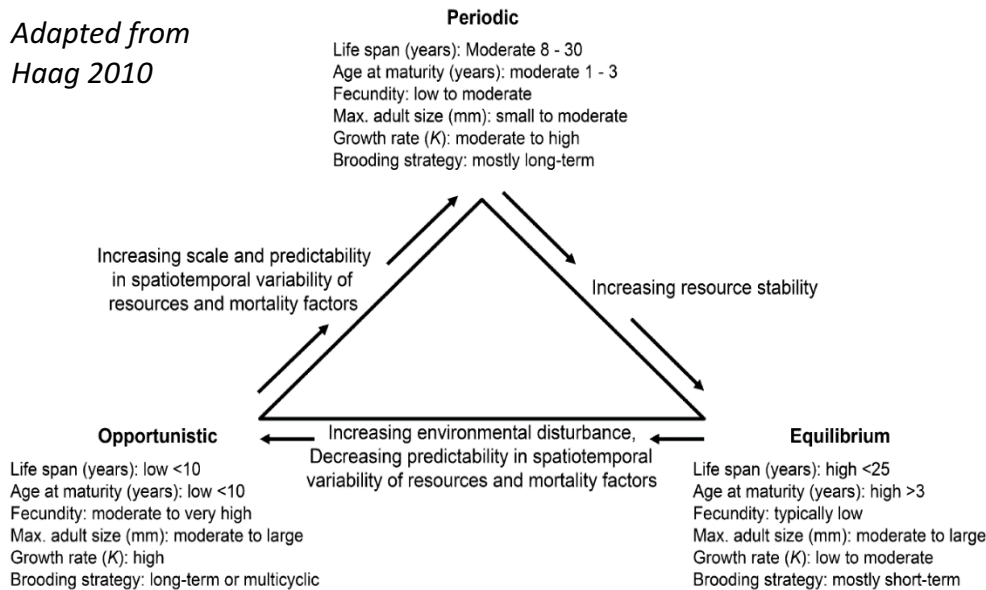 Adapted from
Haag 2010
Periodic
Life span (years): Moderate 8 - 30
Age at maturity (years): moderate 1 - 3
Fecundity: low to moderate
Max. adult size (mm): small to moderate
Growth rate (K): moderate to high
Brooding strategy: mostly long-term
Increasing scale and predictability
in spatiotemporal variability of
resources and mortality factors
Increasing resource stability
Opportunistic
Life span (years): low <10
Age at maturity (years): low <10
Fecundity: moderate to very high
Max. adult size (mm): moderate to large
Growth rate (K): high
Brooding strategy: long-term or multicyclic
Increasing environmental disturbance,
Decreasing predictability in spatiotemporal
variability of resources and mortality factors
Equilibrium
Life span (years): high <25
Age at maturity (years): high >3
Fecundity: typically low
Max. adult size (mm): moderate to large
Growth rate (K): low to moderate
Brooding strategy: mostly short-term